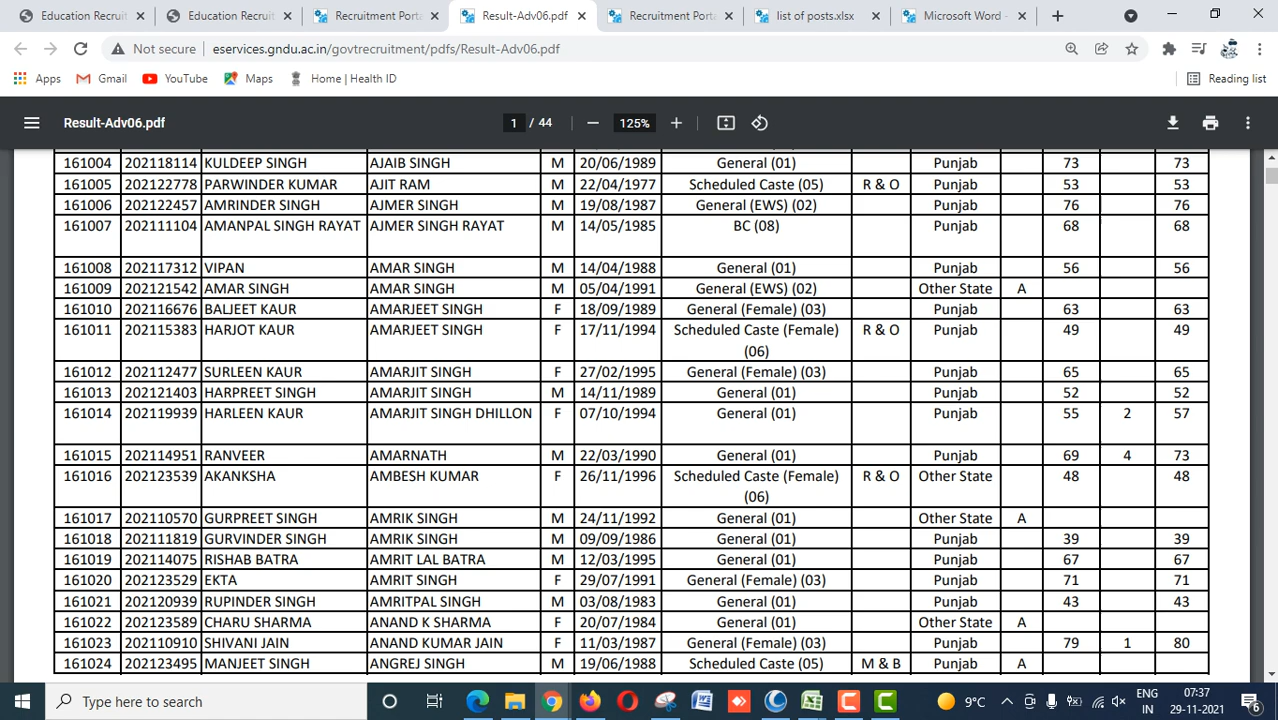 Education Recruit
Education Recruit
Recruitment Porta
Result-Adv06.pdf
Recruitment Porta
list of posts.xlsx
Microsoft Word -
Not secure eservices.gndu.ac.in/govtrecruitment/pdfs/Result-Adv06.pdf
Apps Gmail YouTube Maps Home | Health ID Reading list
Result-Adv06.pdf 1 / 44 125%
161004 202118114 KULDEEP SINGH AJAIB SINGH M 20/06/1989 General (01) Punjab 73 73
161005 202122778 PARWINDER KUMAR AJIT RAM M 22/04/1977 Scheduled Caste (05) R & O Punjab 53 53
161006 202122457 AMRINDER SINGH AJMER SINGH M 19/08/1987 General (EWS) (02) Punjab 76 76
161007 202111104 AMANPAL SINGH RAYAT AJMER SINGH RAYAT M 14/05/1985 BC (08) Punjab 68 68
161008 202117312 VIPAN AMAR SINGH M 14/04/1988 General (01) Punjab 56 56
161009 202121542 AMAR SINGH AMAR SINGH M 05/04/1991 General (EWS) (02) Other State A
161010 202116676 BALJEET KAUR AMARJEET SINGH F 18/09/1989 General (Female) (03) Punjab 63 63
161011 202115383 HARJOT KAUR AMARJEET SINGH F 17/11/1994 Scheduled Caste (Female) R & O Punjab 49 49
(06)
161012 202112477 SURLEEN KAUR AMARJIT SINGH F 27/02/1995 General (Female) (03) Punjab 65 65
161013 202121403 HARPREET SINGH AMARJIT SINGH M 14/11/1989 General (01) Punjab 52 52
161014 202119939 HARLEEN KAUR AMARJIT SINGH DHILLON F 07/10/1994 General (01) Punjab 55 2 57
161015 202114951 RANVEER AMARNATH M 22/03/1990 General (01) Punjab 69 4 73
161016 202123539 AKANKSHA AMBESH KUMAR F 26/11/1996 Scheduled Caste (Female) R & O Other State 48 48
(06)
161017 202110570 GURPREET SINGH AMRIK SINGH M 24/11/1992 General (01) Other State A
161018 202111819 GURVINDER SINGH AMRIK SINGH M 09/09/1986 General (01) Punjab 39 39
161019 202114075 RISHAB BATRA AMRIT LAL BATRA M 12/03/1995 General (01) Punjab 67 67
161020 202123529 EKTA AMRIT SINGH F 29/07/1991 General (Female) (03) Punjab 71 71
161021 202120939 RUPINDER SINGH AMRITPAL SINGH M 03/08/1983 General (01) Punjab 43 43
161022 202123589 CHARU SHARMA ANAND K SHARMA F 20/07/1984 General (01) Other State A
161023 202110910 SHIVANI JAIN ANAND KUMAR JAIN F 11/03/1987 General (Female) (03) Punjab 79 1 80
161024 202123495 MANJEET SINGH ANGREJ SINGH M 19/06/1988 Scheduled Caste (05) M & B Punjab A
Type here to search 9°C ENG 07:37
IN 29-11-2021 6